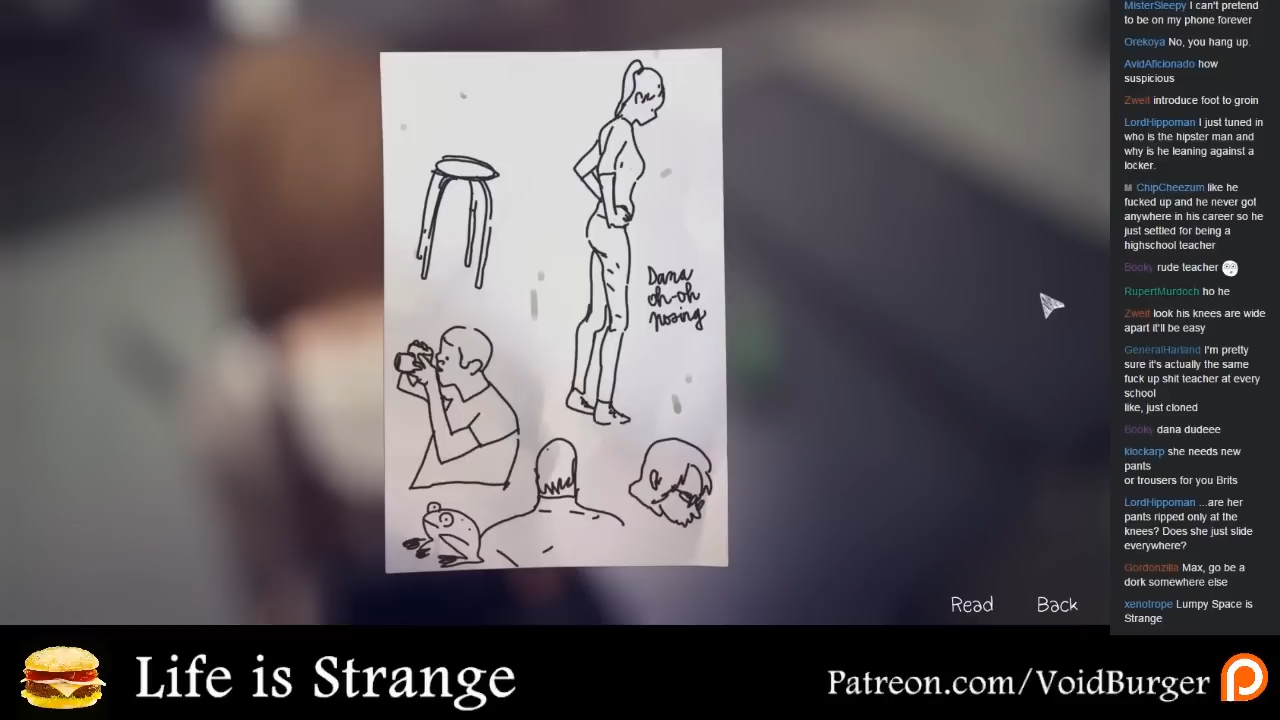 MisterSleepy I can't pretend
to be on my phone forever
Orekoya No, you hang up.
AvidAficionado how
suspicious
Zweit introduce foot to groin
LordHippoman I just tuned in
who is the hipster man and
why is he leaning against a
locker.
M ChipCheezum like he
fucked up and he never got
anywhere in his career so he
just settled for being a
highschool teacher
Booky rude teacher
RupertMurdoch ho he
Zweit look his knees are wide
apart it'll be easy
GeneralHarland I'm pretty
sure it's actually the same
fuck up shit teacher at every
school
like, just cloned
Booky dana dudeee
klockarp she needs new
pants
or trousers for you Brits
LordHippoman ...are her
pants ripped only at the
knees? Does she just slide
everywhere?
Gordonzilla Max, go be a
dork somewhere else
xenotrope Lumpy Space is
Strange
Dana
oh-oh
posing
Read Back
Life is Strange
Patreon.com/VoidBurger